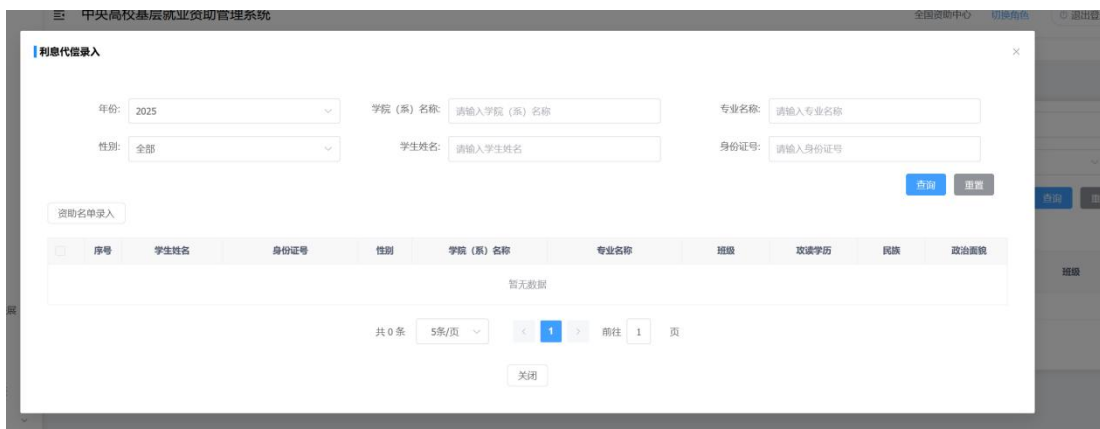 中央高校基层就业资助管理系统 全国资助中心 切换角色 退出登
利息代偿录入
年份: 2025 学院（系）名称: 请输入学院（系）名称 专业名称: 请输入专业名称
性别: 全部 学生姓名: 请输入学生姓名 身份证号: 请输入身份证号
查询 重置
查询 重
资助名单录入
序号 学生姓名 身份证号 性别 学院（系）名称 专业名称 班级 攻读学历 民族 政治面貌
班级
暂无数据
展
共 0 条 5条/页 1 前往 1 页
关闭